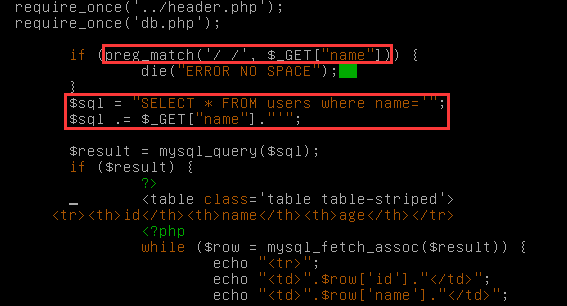 require_once('../header.php');
require_once('db.php');
if (preg_match('/ /', $_GET["name"])) {
die("ERROR NO SPACE");
}
$sql = "SELECT * FROM users where name='";
$sql .= $_GET["name"]."'";
$result = mysql_query($sql);
if ($result) {
?>
<table class='table table-striped'>
<tr><th>id</th><th>name</th><th>age</th></tr>
<?php
while ($row = mysql_fetch_assoc($result)) {
echo "<tr>";
echo "<td>".$row['id']."</td>";
echo "<td>".$row['name']."</td>";